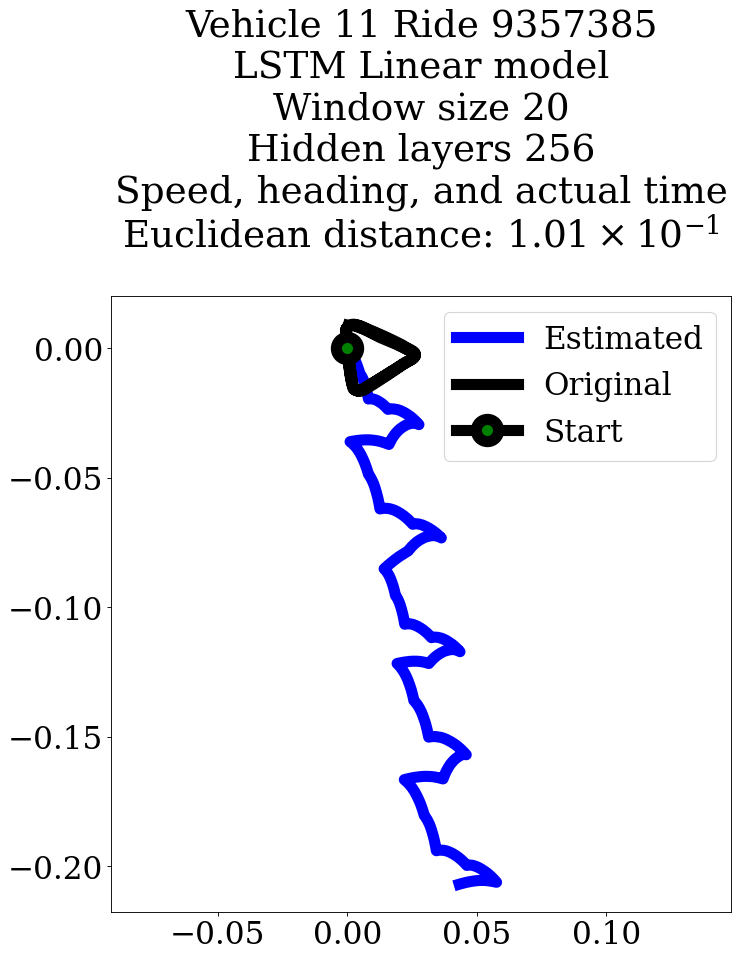 Vehicle 11 Ride 9357385
LSTM Linear model
Window size 20
Hidden layers 256
Speed, heading, and actual time
Euclidean distance: 1.01 × 10⁻¹
Estimated
Original
Start
0.00
−0.05
−0.10
−0.15
−0.20
−0.05 0.00 0.05 0.10